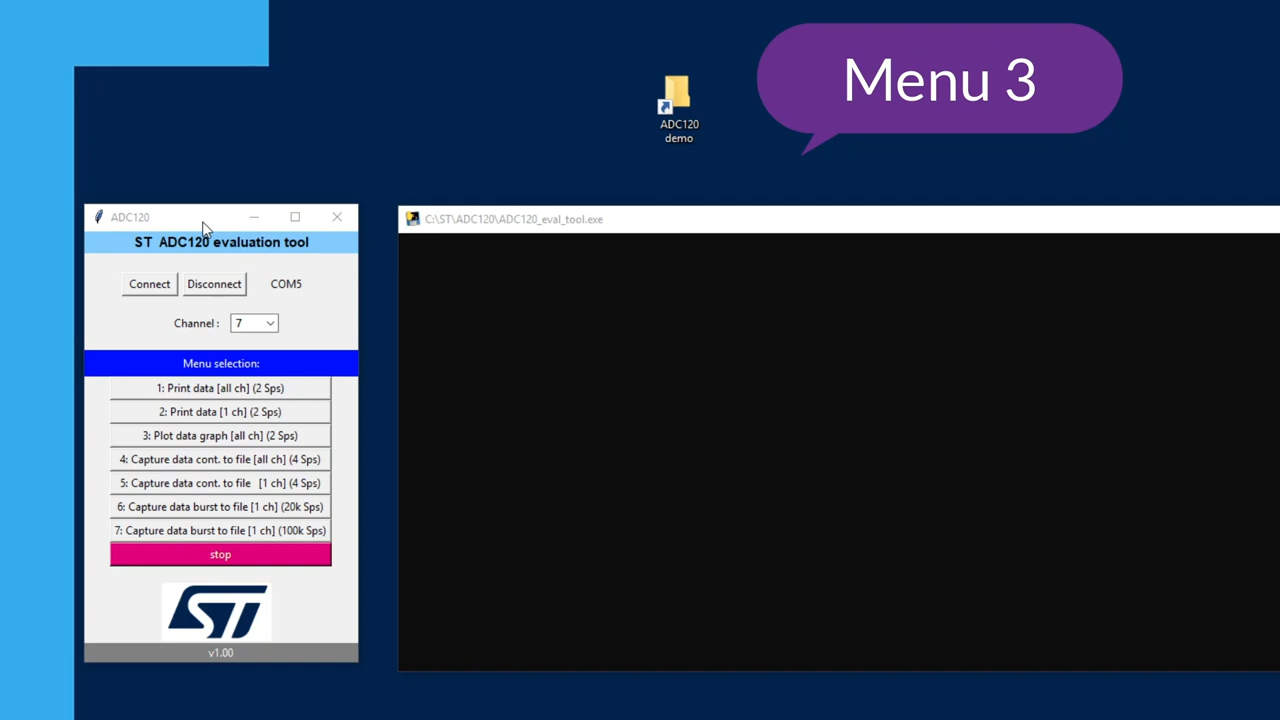 Menu 3
ADC120
demo
ADC120
ST ADC120 evaluation tool
Connect
Disconnect
COM5
Channel :
7
Menu selection:
1: Print data [all ch] (2 Sps)
2: Print data [1 ch] (2 Sps)
3: Plot data graph [all ch] (2 Sps)
4: Capture data cont. to file [all ch] (4 Sps)
5: Capture data cont. to file [1 ch] (4 Sps)
6: Capture data burst to file [1 ch] (20k Sps)
7: Capture data burst to file [1 ch] (100k Sps)
stop
ST
v1.00
C:\ST\ADC120\ADC120_eval_tool.exe